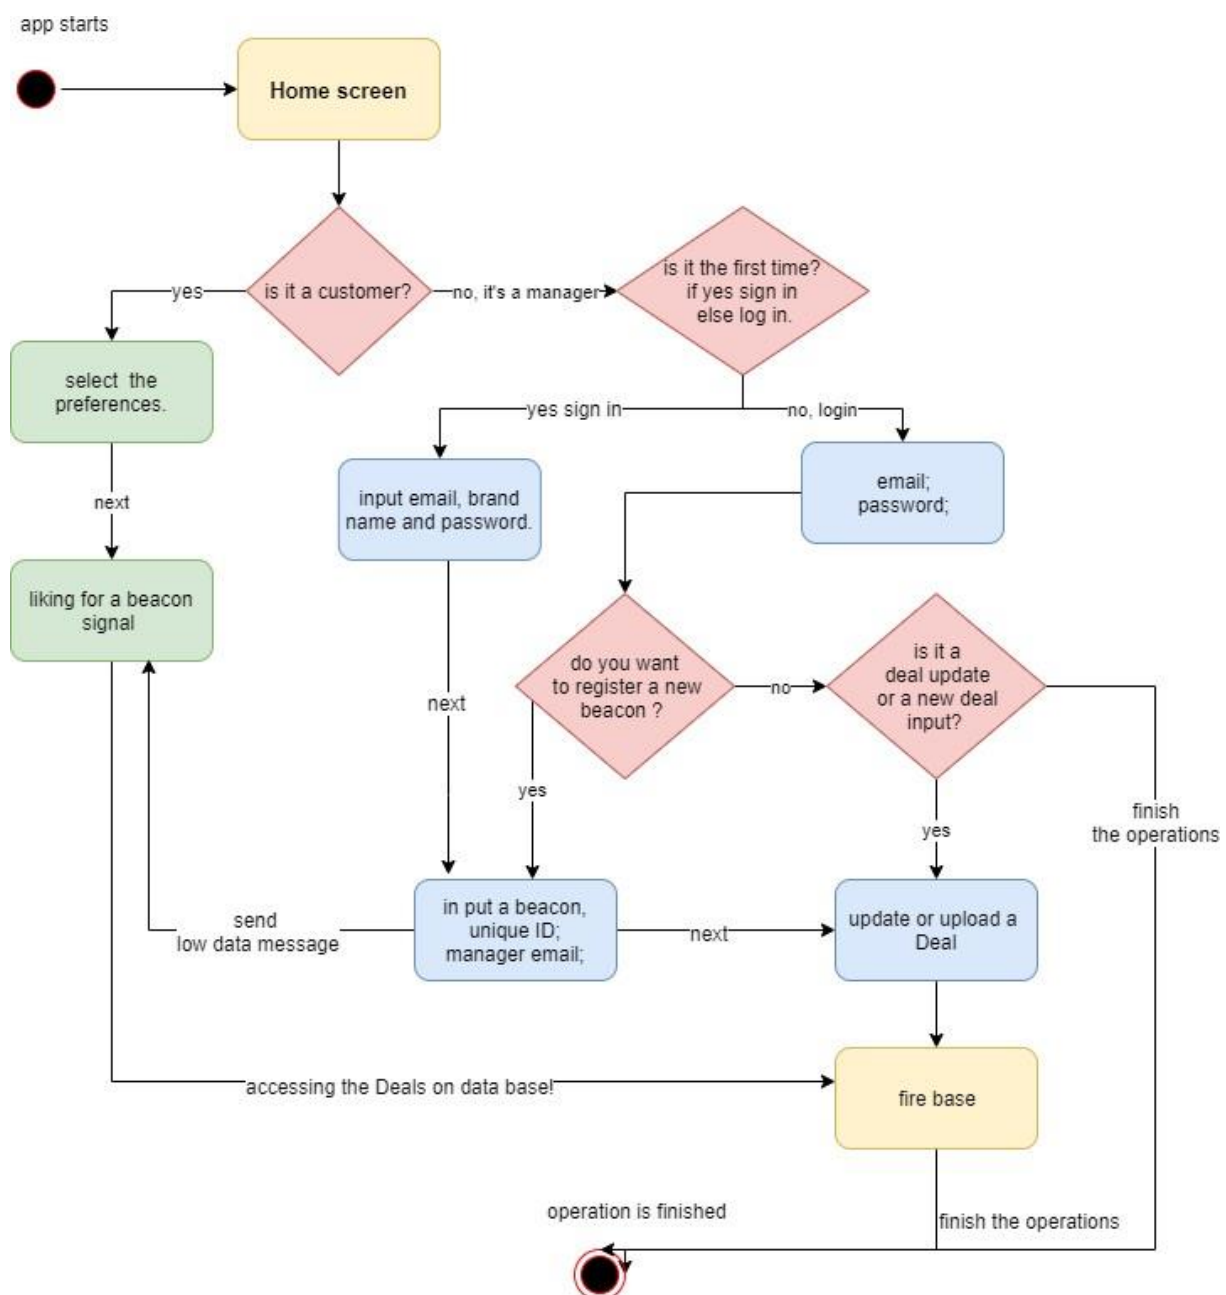 app starts
Home screen
is it a customer?
yes
no, it's a manager
is it the first time?
if yes sign in
else log in.
select the
preferences.
yes sign in
no, login
next
input email, brand
name and password.
email;
password;
liking for a beacon
signal
next
do you want
to register a new
beacon ?
no
is it a
deal update
or a new deal
input?
yes
yes
finish
the operations
send
low data message
in put a beacon,
unique ID;
manager email;
next
update or upload a
Deal
accessing the Deals on data base!
fire base
operation is finished
finish the operations